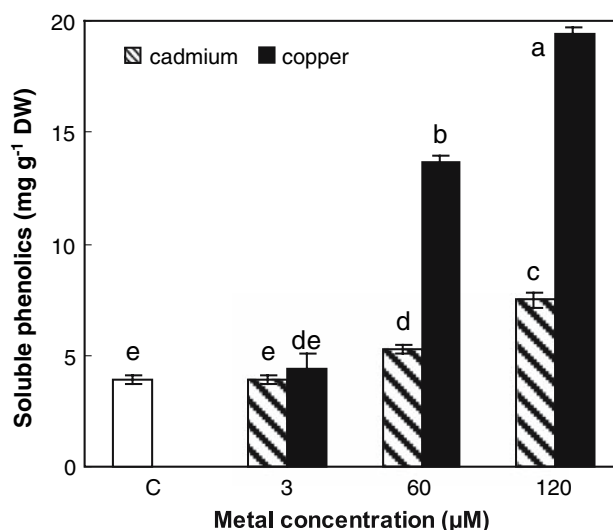 20
a
cadmium copper
15
b
Soluble phenolics (mg g⁻¹ DW)
10
c
d
e e de
5
0
C 3 60 120
Metal concentration (µM)